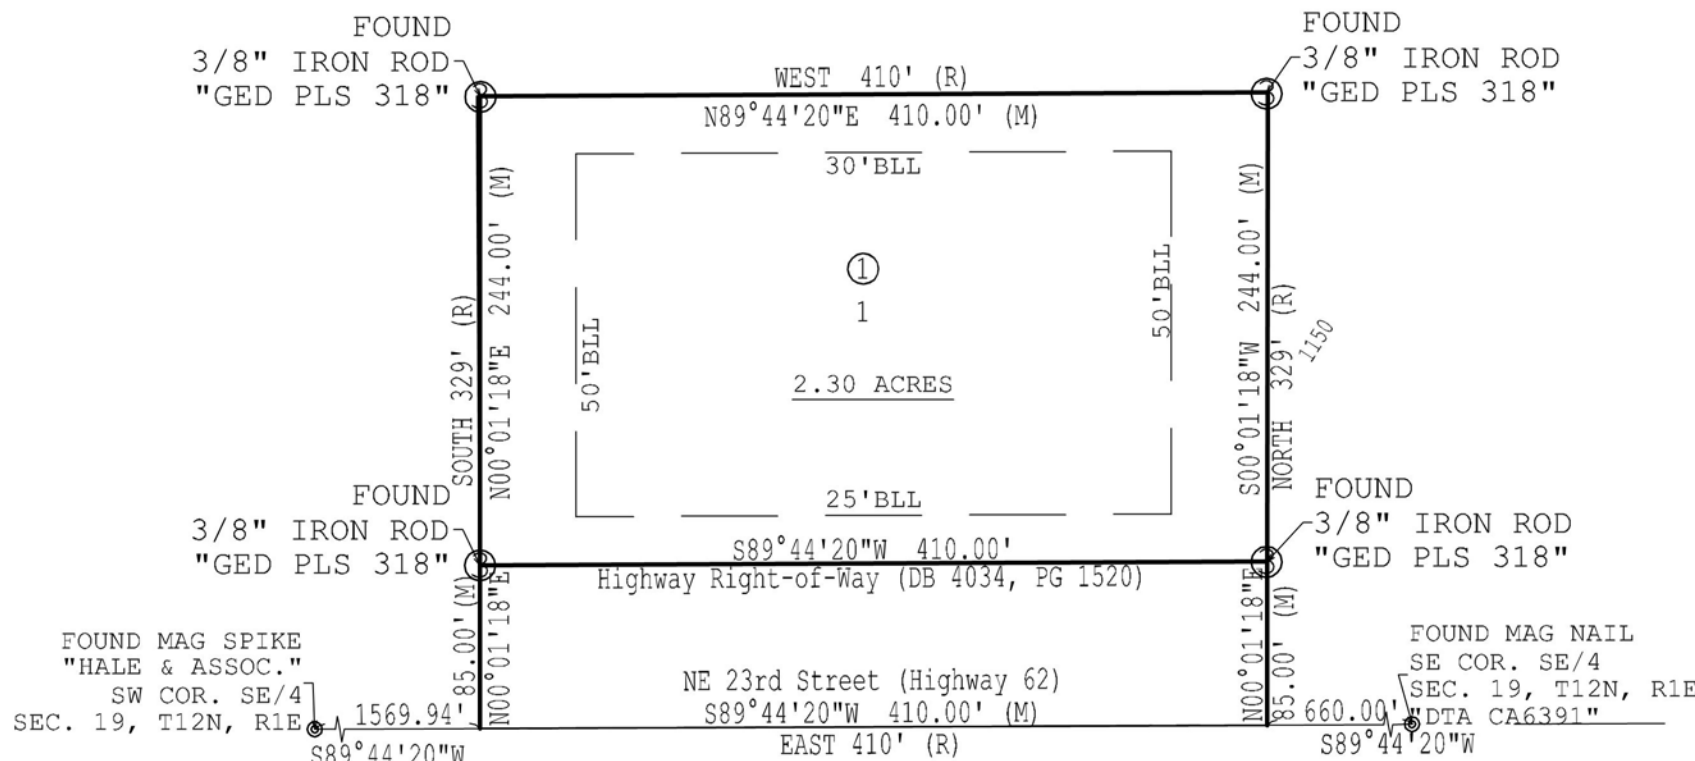 FOUND
3/8" IRON ROD
"GED PLS 318"
FOUND
3/8" IRON ROD
"GED PLS 318"
WEST 410' (R)
N89°44'20"E 410.00' (M)
30'BLL
SOUTH 329' (R)
N00°01'18"E 244.00' (M)
50'BLL
1
1
2.30 ACRES
50'BLL
S00°01'18"W 244.00' (M)
NORTH 329' (R)
1150
25'BLL
FOUND
3/8" IRON ROD
"GED PLS 318"
FOUND
3/8" IRON ROD
"GED PLS 318"
S89°44'20"W 410.00'
Highway Right-of-Way (DB 4034, PG 1520)
85.00' (M)
N00°01'18"E
N00°01'18"E
85.00' (M)
FOUND MAG SPIKE
"HALE & ASSOC."
SW COR. SE/4
SEC. 19, T12N, R1E
1569.94'
S89°44'20"W
NE 23rd Street (Highway 62)
S89°44'20"W 410.00' (M)
EAST 410' (R)
FOUND MAG NAIL
SE COR. SE/4
SEC. 19, T12N, R1E
"DTA CA6391"
660.00'
S89°44'20"W